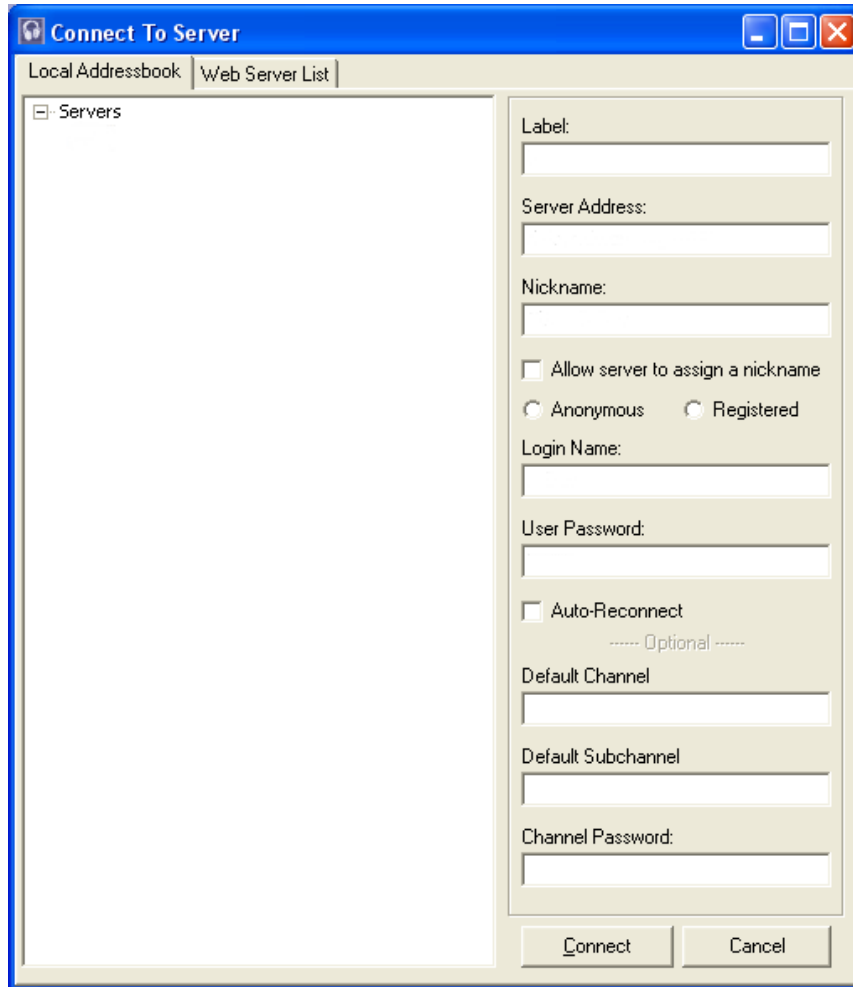 Connect To Server
Local Addressbook
Web Server List
Servers
Label:
Server Address:
Nickname:
Allow server to assign a nickname
Anonymous Registered
Login Name:
User Password:
Auto-Reconnect
------ Optional ------
Default Channel
Default Subchannel
Channel Password:
Connect Cancel